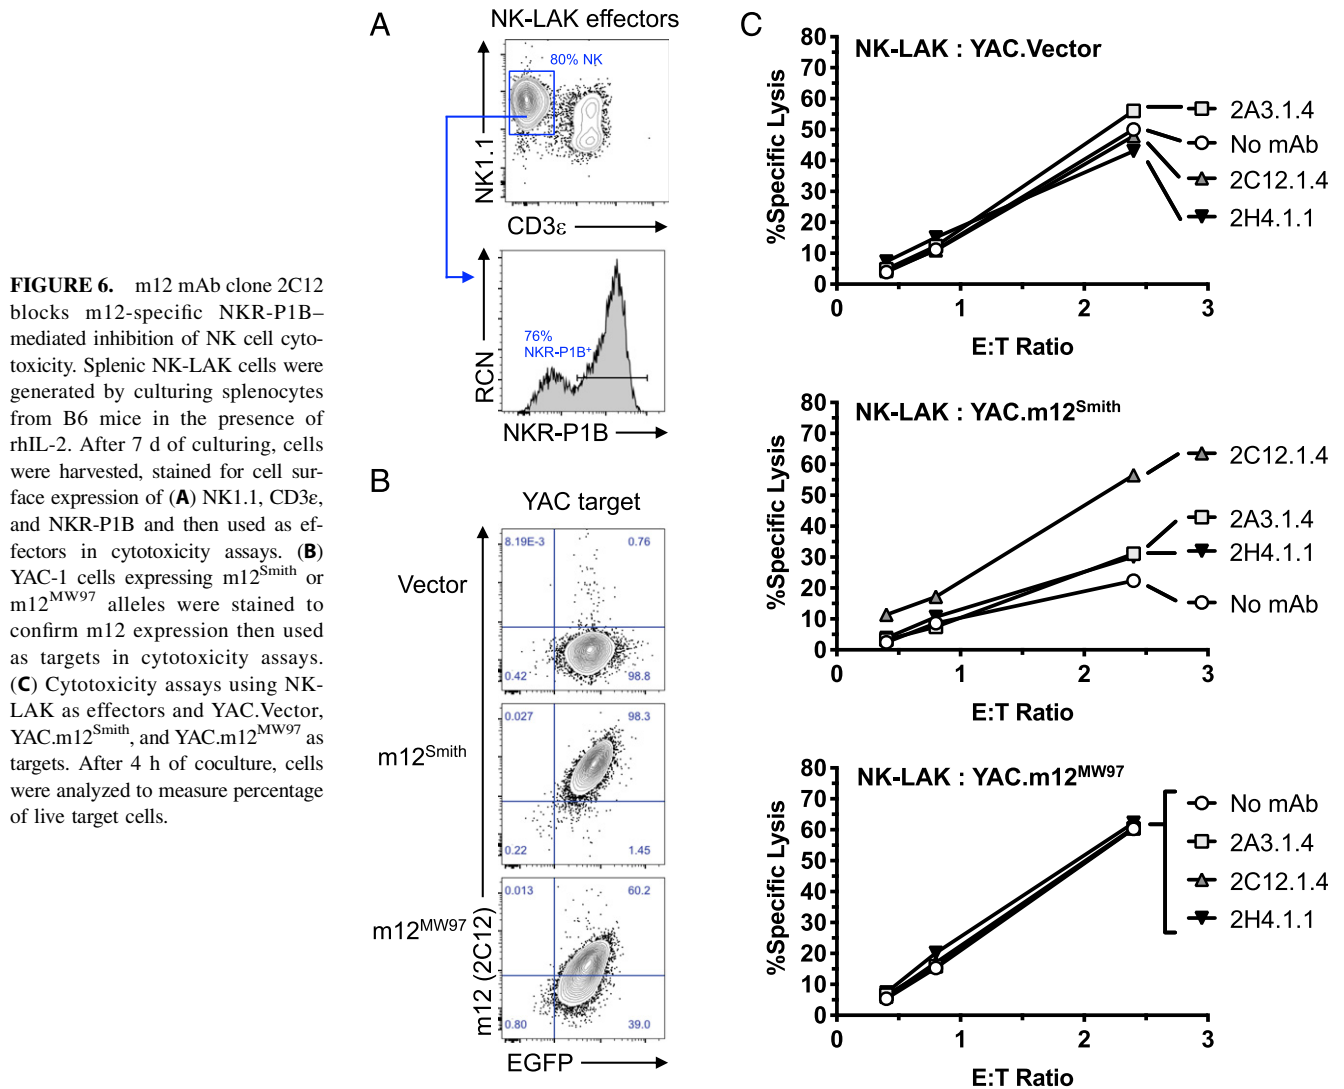 FIGURE 6. m12 mAb clone 2C12
blocks m12-specific NKR-P1B–
mediated inhibition of NK cell cyto-
toxicity. Splenic NK-LAK cells were
generated by culturing splenocytes
from B6 mice in the presence of
rhIL-2. After 7 d of culturing, cells
were harvested, stained for cell sur-
face expression of (A) NK1.1, CD3ε,
and NKR-P1B and then used as ef-
fectors in cytotoxicity assays. (B)
YAC-1 cells expressing m12Smith or
m12MW97 alleles were stained to
confirm m12 expression then used
as targets in cytotoxicity assays.
(C) Cytotoxicity assays using NK-
LAK as effectors and YAC.Vector,
YAC.m12Smith, and YAC.m12MW97 as
targets. After 4 h of coculture, cells
were analyzed to measure percentage
of live target cells.
A
NK-LAK effectors
80% NK
NK1.1
CD3ε
76%
NKR-P1B+
RCN
NKR-P1B
B
YAC target
Vector
8.19E-3 0.76
0.42 98.8
m12Smith
0.027 98.3
0.22 1.45
m12MW97
0.013 60.2
0.80 39.0
m12 (2C12)
EGFP
C
NK-LAK : YAC.Vector
80
70
60
50
40
30
20
10
0
%Specific Lysis
0 1 2 3
E:T Ratio
2A3.1.4
No mAb
2C12.1.4
2H4.1.1
NK-LAK : YAC.m12Smith
80
70
60
50
40
30
20
10
0
%Specific Lysis
0 1 2 3
E:T Ratio
2C12.1.4
2A3.1.4
2H4.1.1
No mAb
NK-LAK : YAC.m12MW97
80
70
60
50
40
30
20
10
0
%Specific Lysis
0 1 2 3
E:T Ratio
No mAb
2A3.1.4
2C12.1.4
2H4.1.1